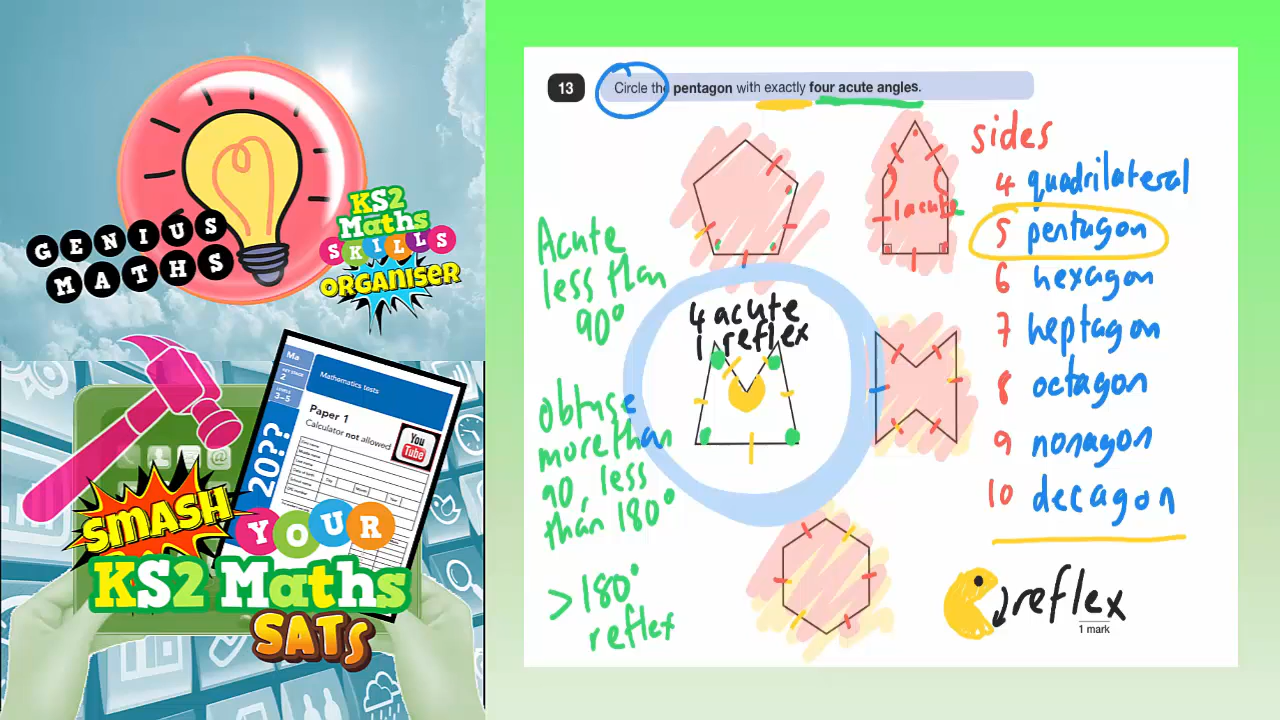 GENIUS
MATHS
KS2
Maths
SKILLS
ORGANISER
Ma
KEY STAGE
2
LEVELS
3–5
Mathematics tests
Paper 1
Calculator not allowed
You
Tube
20??
SMASH
YOUR
KS2 Maths
SATS
13
Circle the pentagon with exactly four acute angles.
sides
4 quadrilateral
5 pentagon
6 hexagon
7 heptagon
8 octagon
9 nonagon
10 decagon
1 acute
Acute
less than
90°
4 acute
1 reflex
obtuse
more than
90, less
than 180°
>180°
reflex
reflex
1 mark